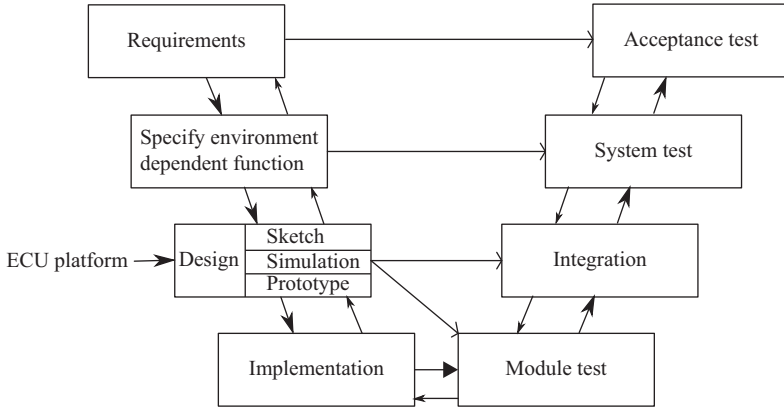 Requirements
Acceptance test
Specify environment
dependent function
System test
ECU platform
Design
Sketch
Simulation
Prototype
Integration
Implementation
Module test